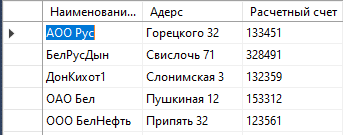 Наименовани... Адерс Расчетный счет
АОО Рус Горецкого 32 133451
БелРусДын Свислочь 71 328491
ДонКихот1 Слонимская 3 132359
ОАО Бел Пушкиная 12 153312
ООО БелНефть Припять 32 123561